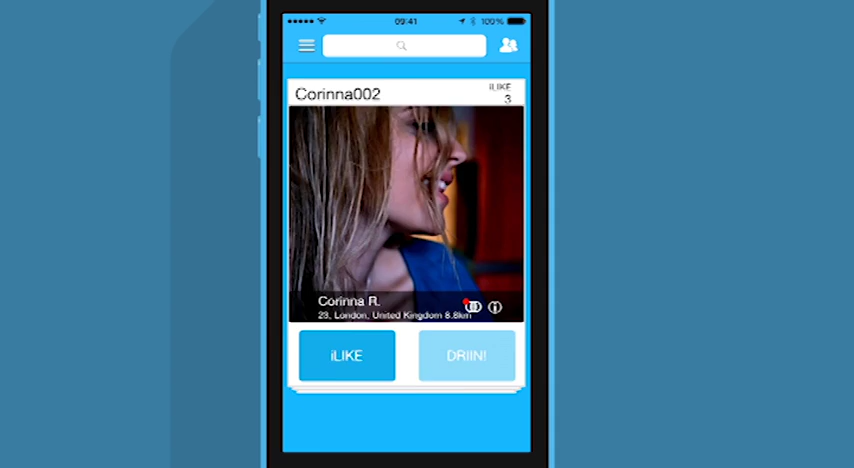 09:41
100%
Corinna002
iLIKE
3
Corinna R.
23, London, United Kingdom 8.8km
iLIKE
DRIIN!